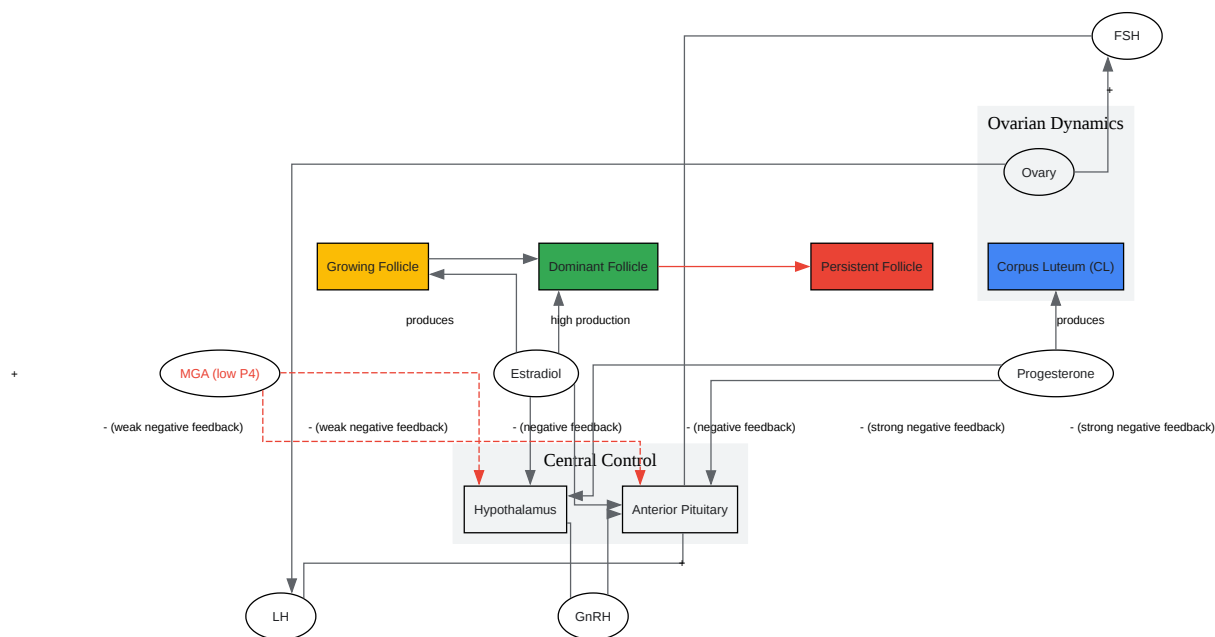 FSH
+
Ovarian Dynamics
Ovary
Growing Follicle
Dominant Follicle
Persistent Follicle
Corpus Luteum (CL)
produces
high production
produces
+
MGA (low P4)
Estradiol
Progesterone
- (weak negative feedback)
- (weak negative feedback)
- (negative feedback)
- (negative feedback)
- (strong negative feedback)
- (strong negative feedback)
Central Control
Hypothalamus
Anterior Pituitary
+
LH
GnRH